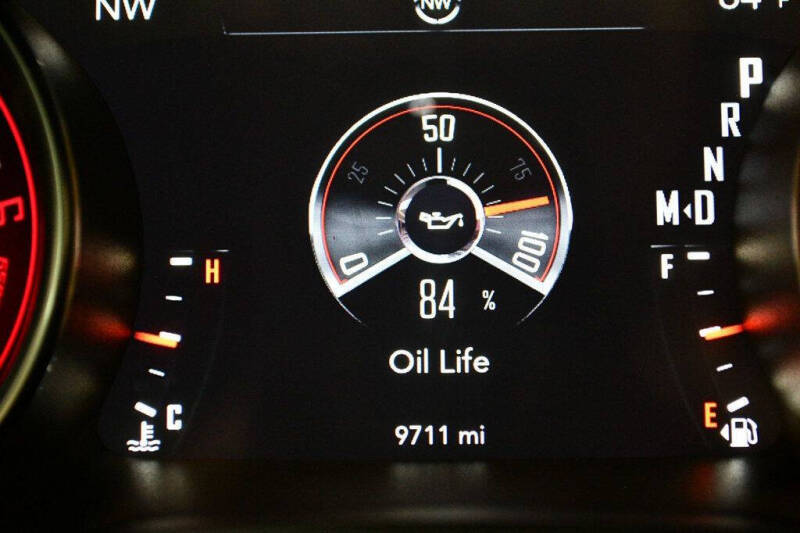 NW
NW
P
50
R
25
75
N
M◂D
0
100
H
F
84 %
Oil Life
C
E
9711 mi